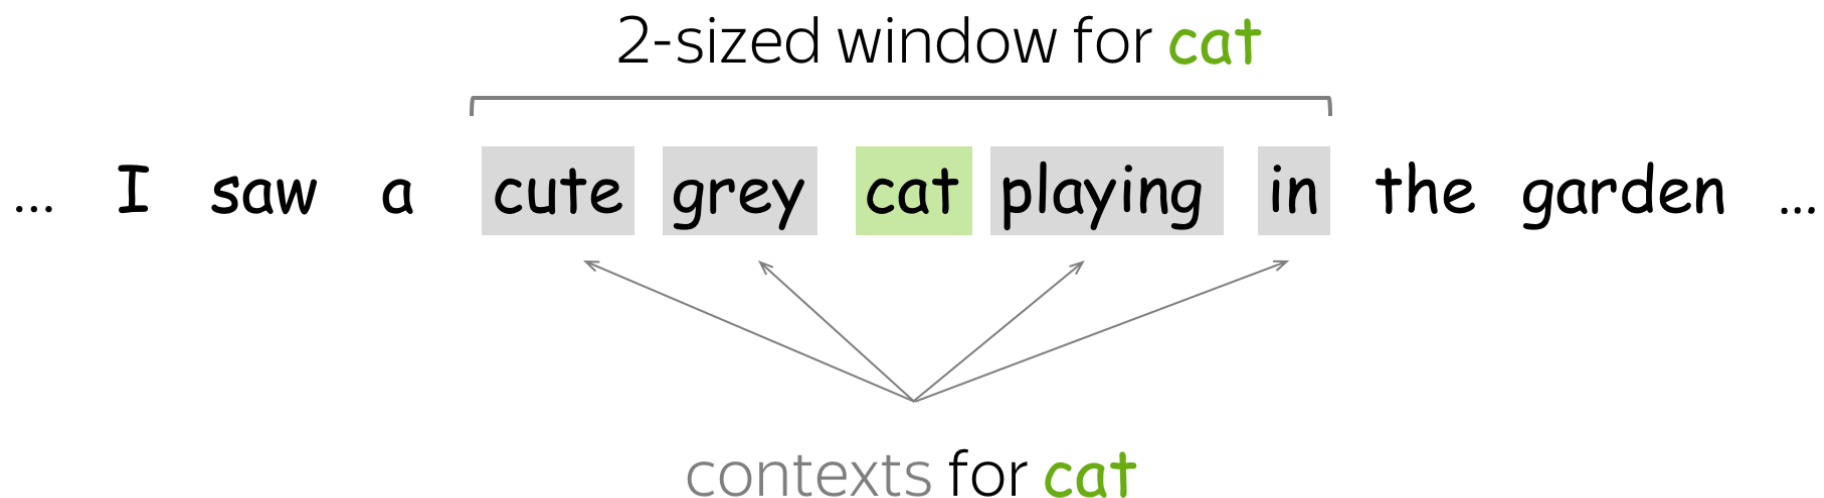 2-sized window for cat
... I saw a cute grey cat playing in the garden ...
contexts for cat